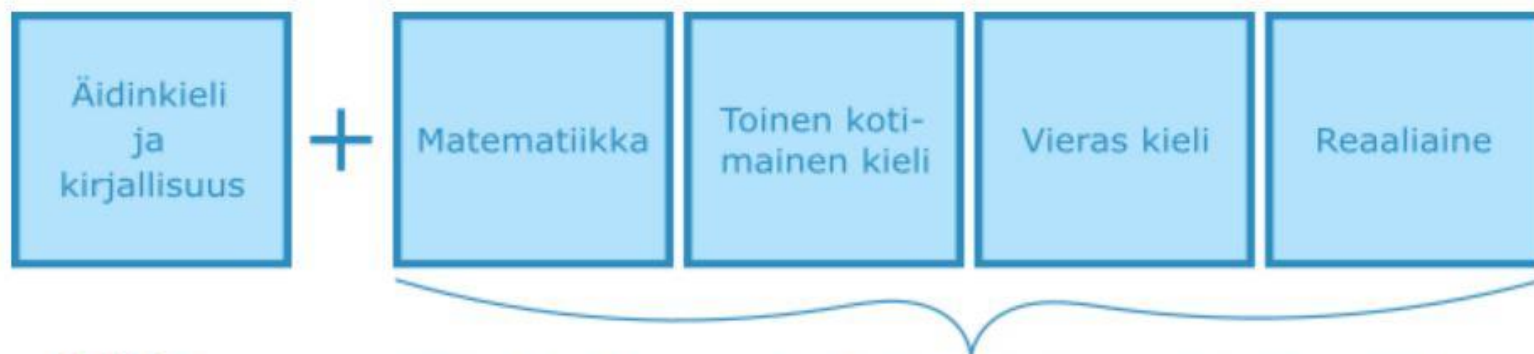 Äidinkieli
ja
kirjallisuus
+
Matematiikka
Toinen koti-
mainen kieli
Vieras kieli
Reaaliaine